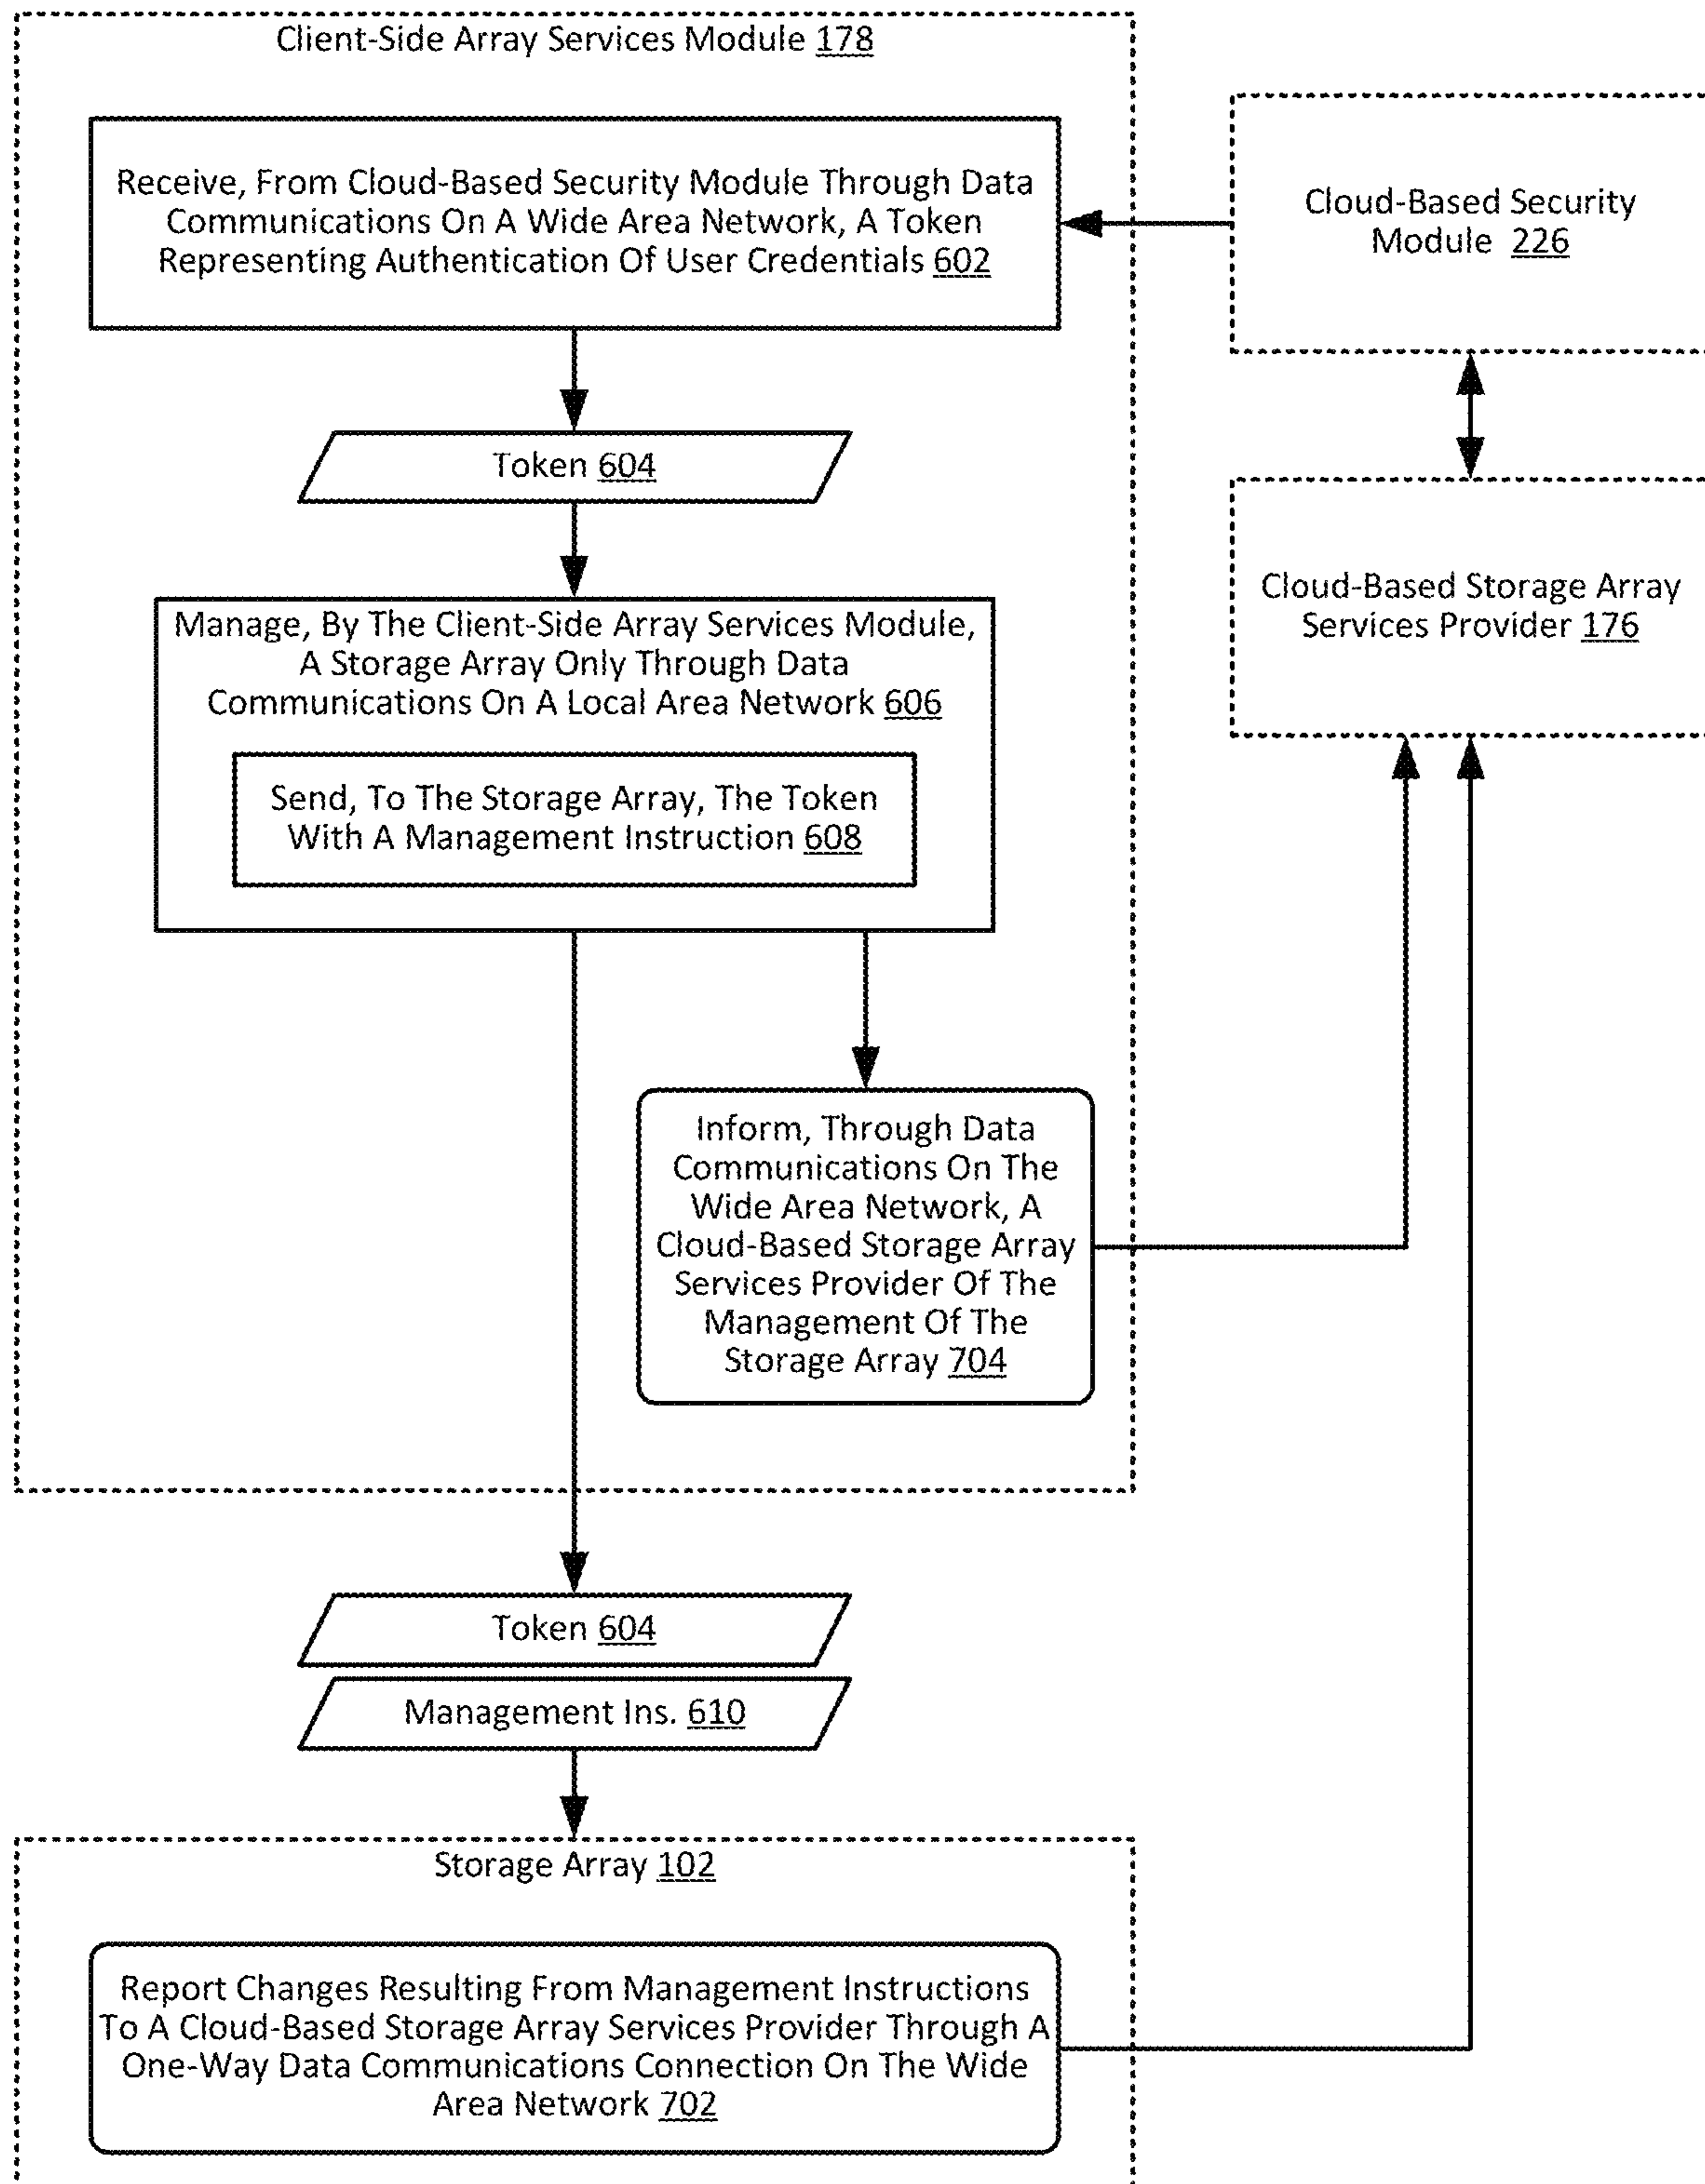 Client-Side Array Services Module 178
Receive, From Cloud-Based Security Module Through Data
Communications On A Wide Area Network, A Token
Representing Authentication Of User Credentials 602
Cloud-Based Security
Module 226
Token 604
Cloud-Based Storage Array
Services Provider 176
Manage, By The Client-Side Array Services Module,
A Storage Array Only Through Data
Communications On A Local Area Network 606
Send, To The Storage Array, The Token
With A Management Instruction 608
Inform, Through Data
Communications On The
Wide Area Network, A
Cloud-Based Storage Array
Services Provider Of The
Management Of The
Storage Array 704
Token 604
Management Ins. 610
Storage Array 102
Report Changes Resulting From Management Instructions
To A Cloud-Based Storage Array Services Provider Through A
One-Way Data Communications Connection On The Wide
Area Network 702